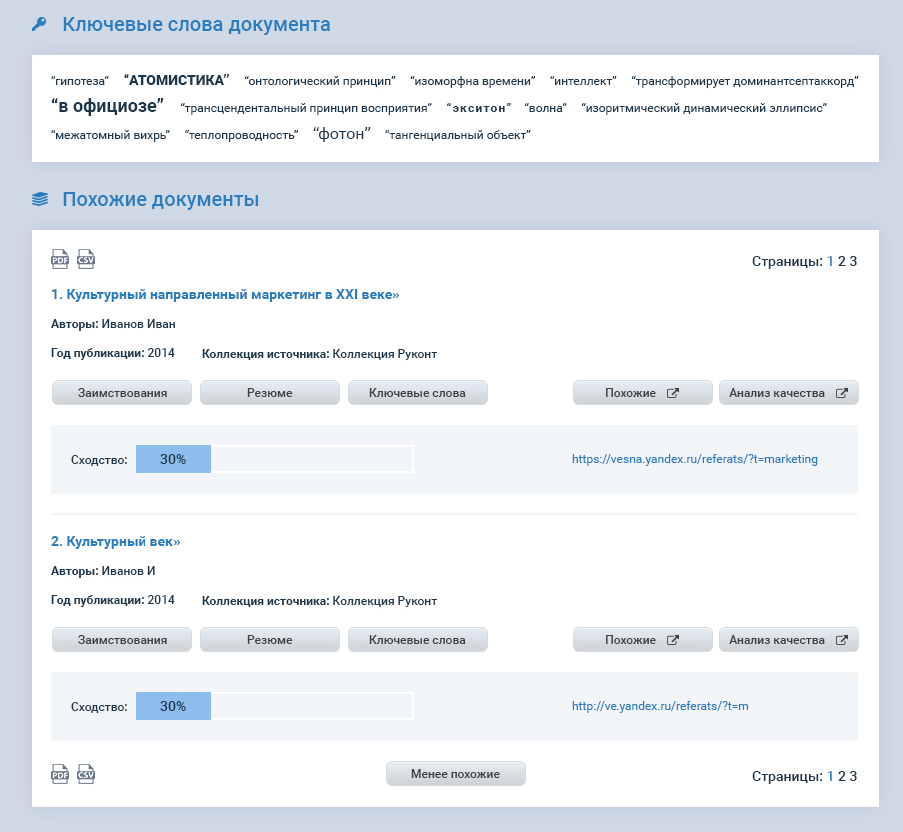 Ключевые слова документа
“гипотеза” “АТОМИСТИКА” “онтологический принцип” “изоморфна времени” “интеллект” “трансформирует доминантсептаккорд”
“в официозе” “трансцендентальный принцип восприятия” “экситон” “волна” “изоритмический динамический эллипсис”
“межатомный вихрь” “теплопроводность” “фотон” “тангенциальный объект”
Похожие документы
PDF CSV Страницы: 1 2 3
1. Культурный направленный маркетинг в XXI веке»
Авторы: Иванов Иван
Год публикации: 2014 Коллекция источника: Коллекция Руконт
Заимствования Резюме Ключевые слова Похожие Анализ качества
Сходство: 30% https://vesna.yandex.ru/referats/?t=marketing
2. Культурный век»
Авторы: Иванов И
Год публикации: 2014 Коллекция источника: Коллекция Руконт
Заимствования Резюме Ключевые слова Похожие Анализ качества
Сходство: 30% http://ve.yandex.ru/referats/?t=m
PDF CSV Менее похожие Страницы: 1 2 3